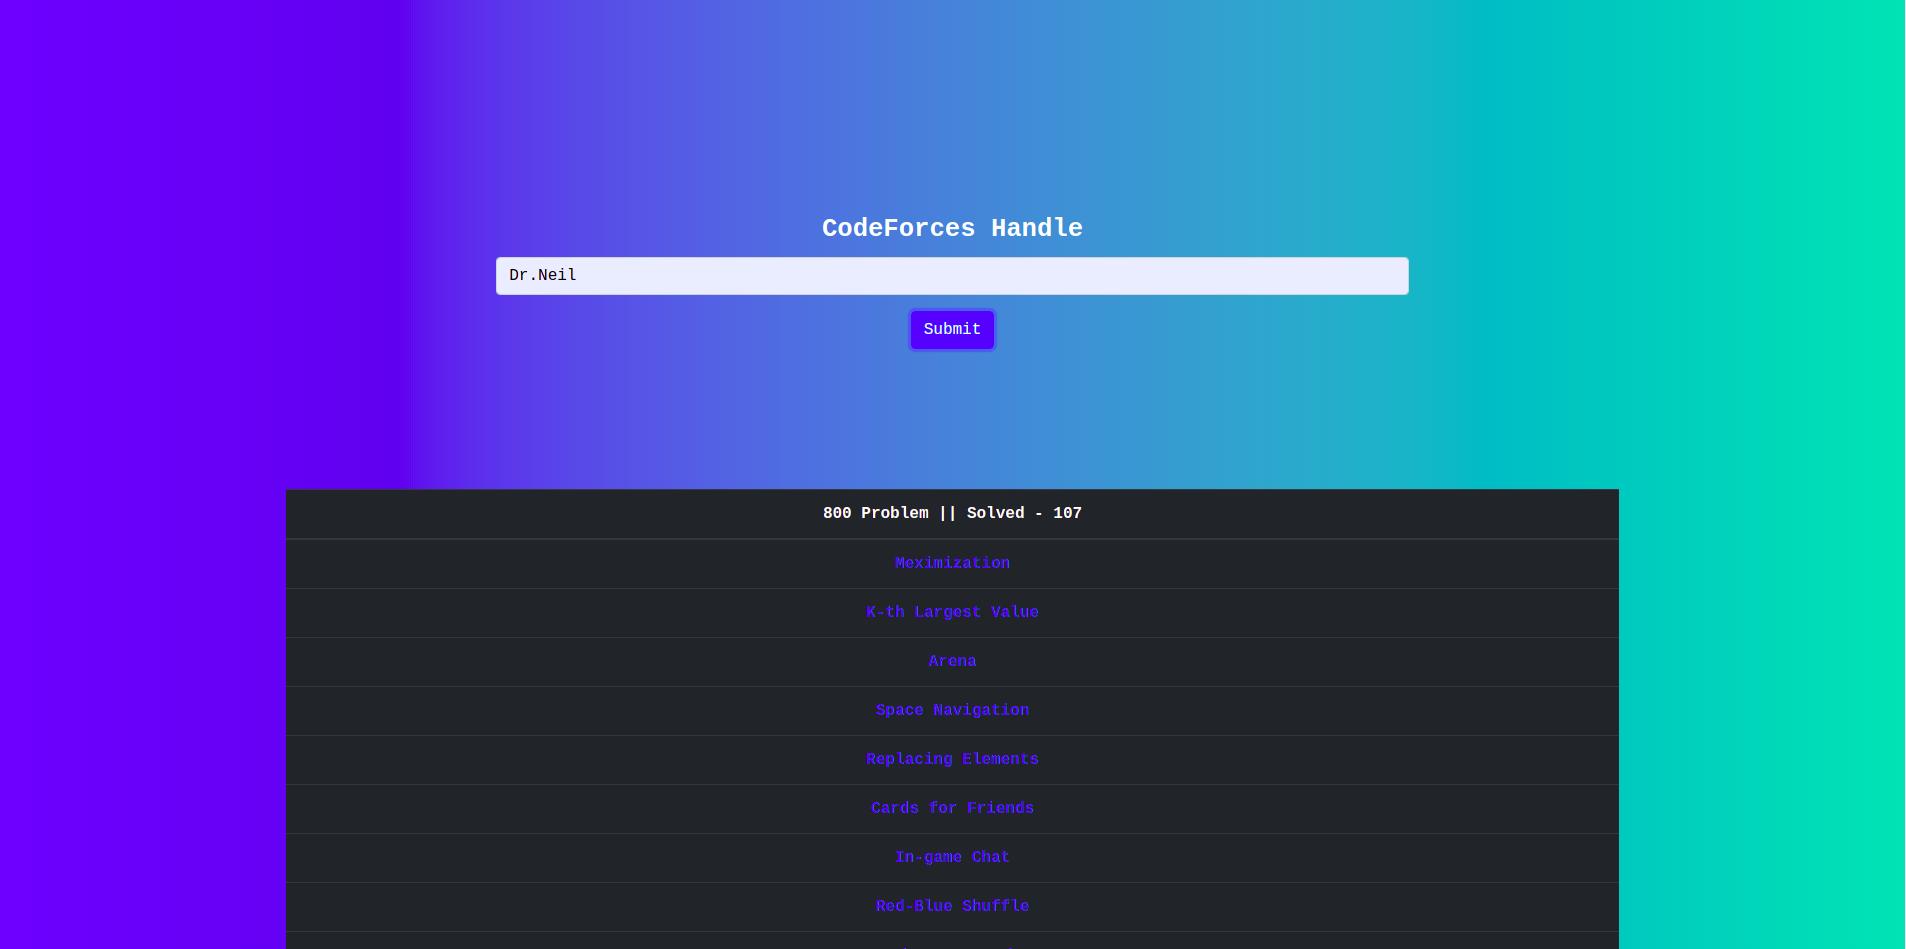 CodeForces Handle
Dr.Neil
Submit
800 Problem || Solved - 107
Meximization
K-th Largest Value
Arena
Space Navigation
Replacing Elements
Cards for Friends
In-game Chat
Red-Blue Shuffle